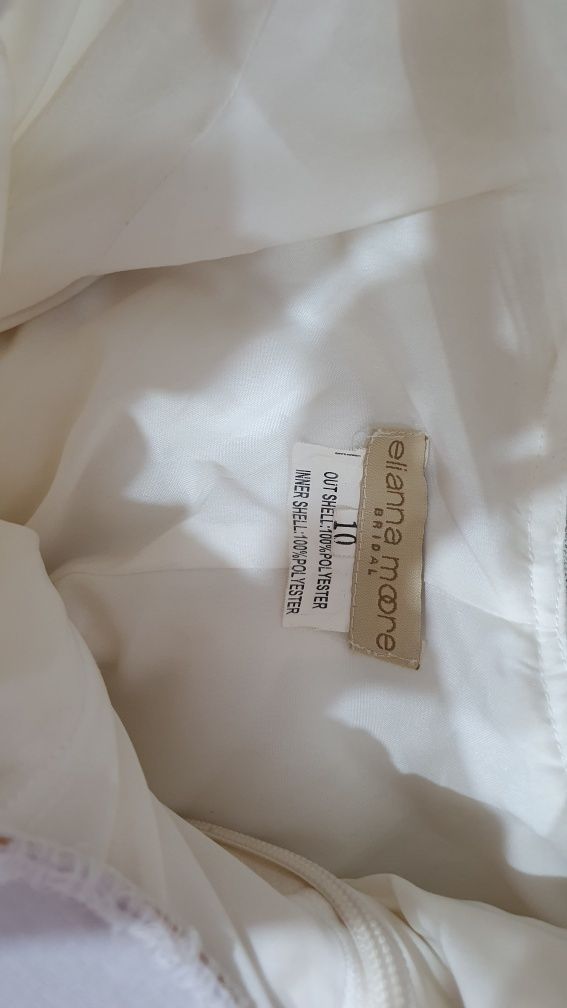 elianna moore
BRIDAL
10
OUT SHELL:100%POLYESTER
INNER SHELL:100%POLYESTER